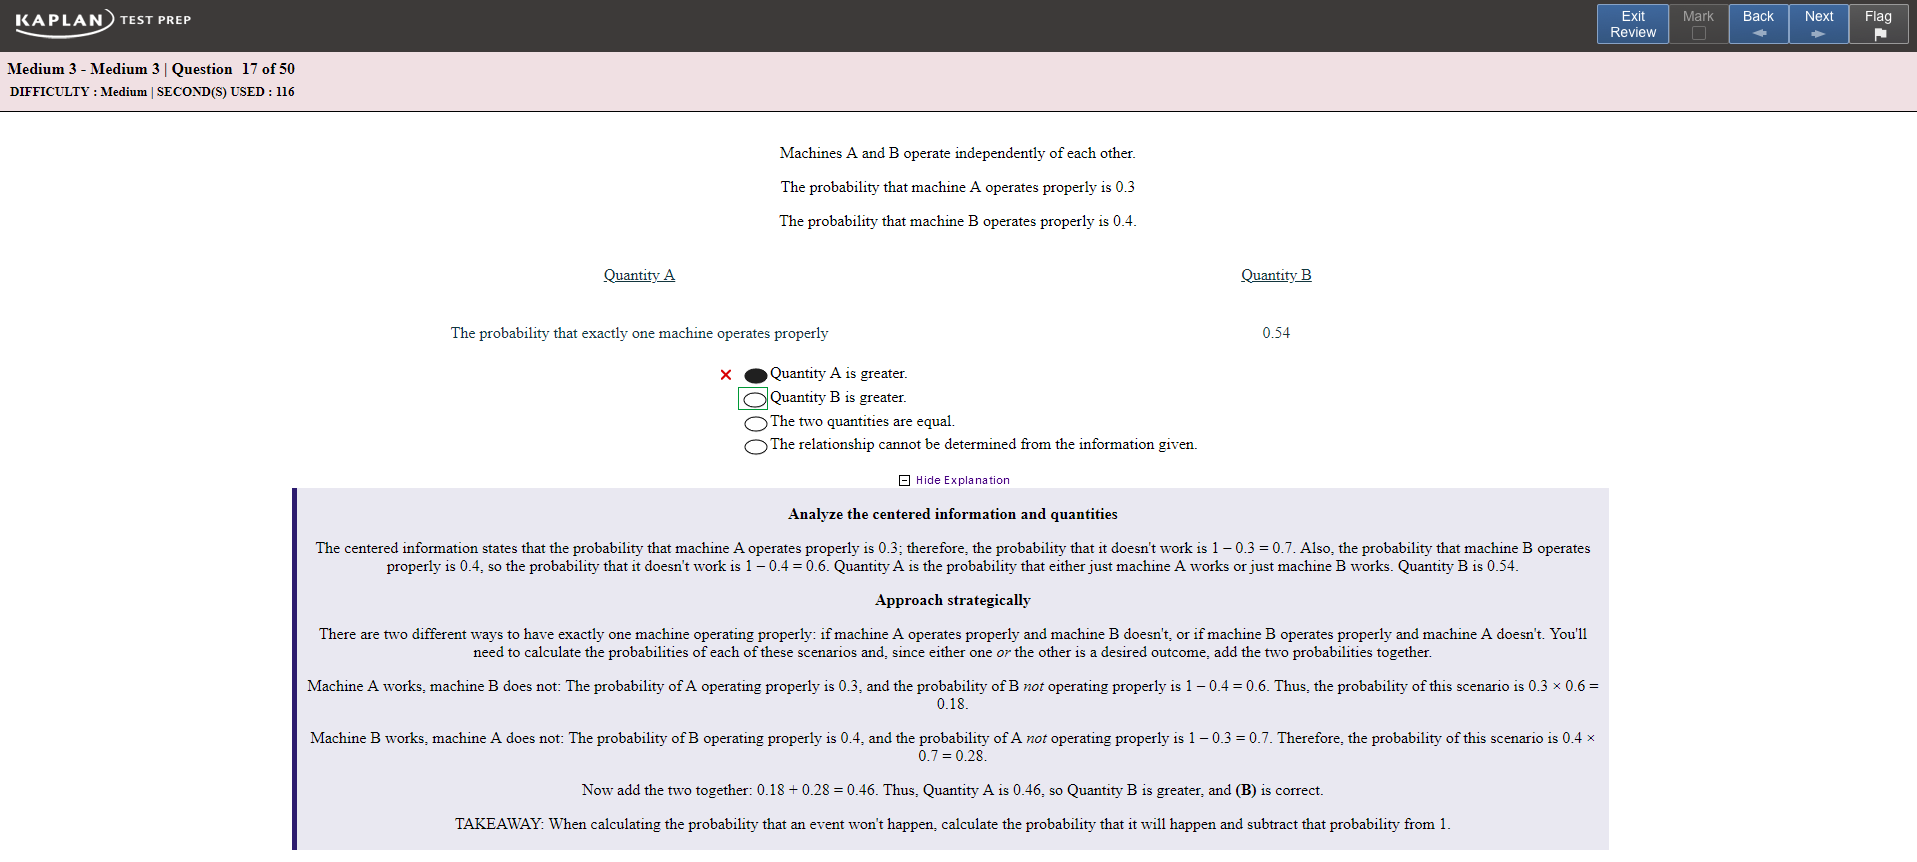 KAPLAN TEST PREP
Exit Review
Mark
Back
Next
Flag
Medium 3 - Medium 3 | Question 17 of 50
DIFFICULTY : Medium | SECOND(S) USED : 116
Machines A and B operate independently of each other.
The probability that machine A operates properly is 0.3
The probability that machine B operates properly is 0.4.
Quantity A
Quantity B
The probability that exactly one machine operates properly
0.54
Quantity A is greater.
Quantity B is greater.
The two quantities are equal.
The relationship cannot be determined from the information given.
Hide Explanation
Analyze the centered information and quantities
The centered information states that the probability that machine A operates properly is 0.3; therefore, the probability that it doesn't work is 1 – 0.3 = 0.7. Also, the probability that machine B operates
properly is 0.4, so the probability that it doesn't work is 1 – 0.4 = 0.6. Quantity A is the probability that either just machine A works or just machine B works. Quantity B is 0.54.
Approach strategically
There are two different ways to have exactly one machine operating properly: if machine A operates properly and machine B doesn't, or if machine B operates properly and machine A doesn't. You'll
need to calculate the probabilities of each of these scenarios and, since either one or the other is a desired outcome, add the two probabilities together.
Machine A works, machine B does not: The probability of A operating properly is 0.3, and the probability of B not operating properly is 1 – 0.4 = 0.6. Thus, the probability of this scenario is 0.3 × 0.6 =
0.18.
Machine B works, machine A does not: The probability of B operating properly is 0.4, and the probability of A not operating properly is 1 – 0.3 = 0.7. Therefore, the probability of this scenario is 0.4 ×
0.7 = 0.28.
Now add the two together: 0.18 + 0.28 = 0.46. Thus, Quantity A is 0.46, so Quantity B is greater, and (B) is correct.
TAKEAWAY: When calculating the probability that an event won't happen, calculate the probability that it will happen and subtract that probability from 1.